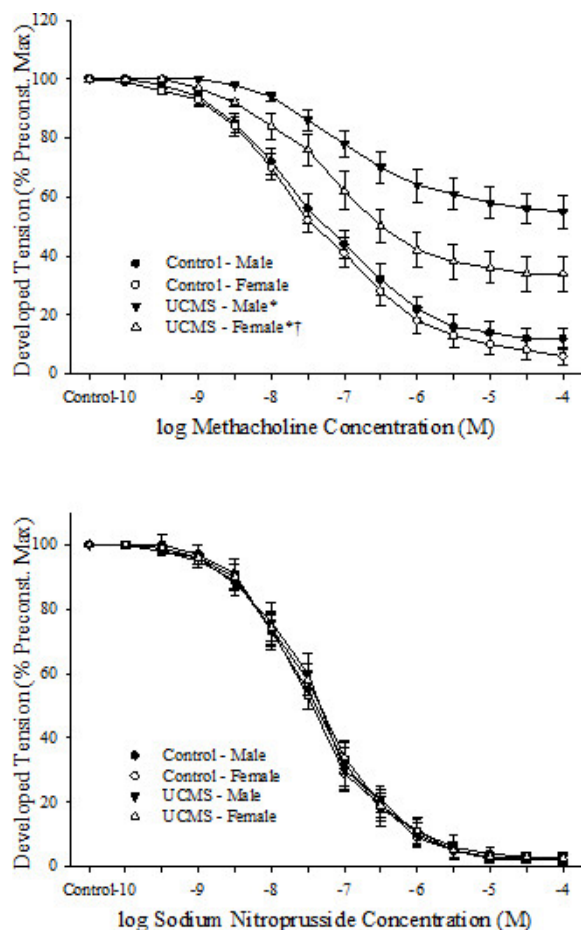 Developed Tension (% Preconst. Max)
120
100
80
60
40
20
0
Control - Male
Control - Female
UCMS - Male*
UCMS - Female*†
Control -10 -9 -8 -7 -6 -5 -4
log Methacholine Concentration (M)
Developed Tension (% Preconst. Max)
100
80
60
40
20
0
Control - Male
Control - Female
UCMS - Male
UCMS - Female
Control -10 -9 -8 -7 -6 -5 -4
log Sodium Nitroprusside Concentration (M)